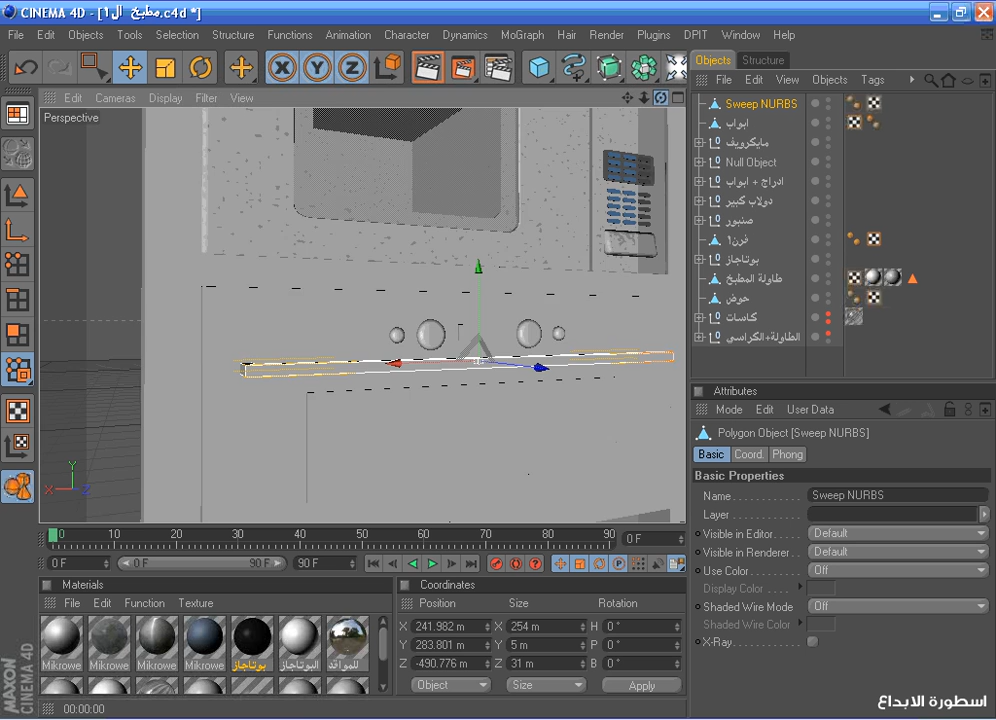 CINEMA 4D - [مطبخ ال1.c4d *]
File Edit Objects Tools Selection Structure Functions Animation Character Dynamics MoGraph Hair Render Plugins DPIT Window Help
Objects Structure
File Edit View Objects Tags
Edit Cameras Display Filter View
Perspective
Sweep NURBS
ابواب
مايكرويف
Null Object
ادراج + ابواب
دولاب كبير
صنبور
فرن1
بوتاجاز
طاولة المطبخ
حوض
كاسات
الطاولة+الكراسي
Attributes
Mode Edit User Data
Polygon Object [Sweep NURBS]
Basic Coord. Phong
Basic Properties
Name Sweep NURBS
Layer
Visible in Editor Default
Visible in Renderer Default
Use Color Off
Display Color
Shaded Wire Mode Off
Shaded Wire Color
X-Ray
Y
X Z
0 10 20 30 40 50 60 70 80 90 0 F
0 F 0 F 90 F 90 F
Materials
File Edit Function Texture
Mikrowe Mikrowe Mikrowe Mikrowe بوتاجاز البوتاجاز للمواقد
Coordinates
Position Size Rotation
X 241.982 m X 254 m H 0 °
Y 283.801 m Y 5 m P 0 °
Z -490.776 m Z 31 m B 0 °
Object Size Apply
MAXON
CINEMA 4D
00:00:00
اسطورة الابداع